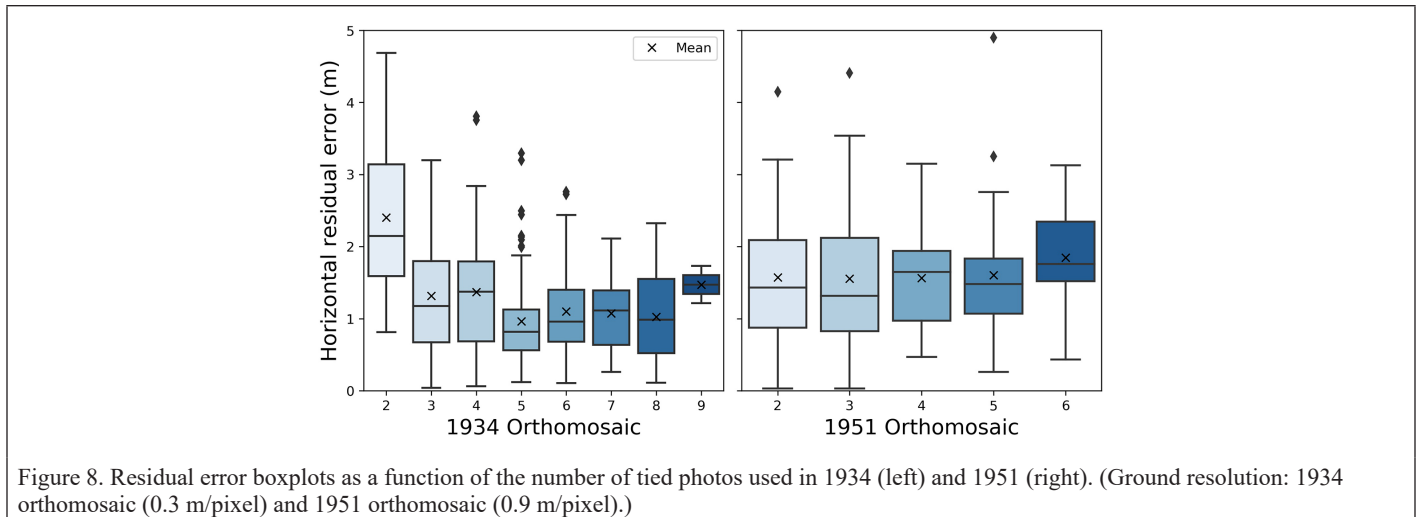 5
4
3
2
1
0
Horizontal residual error (m)
Mean
2 3 4 5 6 7 8 9
1934 Orthomosaic
2 3 4 5 6
1951 Orthomosaic
Figure 8. Residual error boxplots as a function of the number of tied photos used in 1934 (left) and 1951 (right). (Ground resolution: 1934
orthomosaic (0.3 m/pixel) and 1951 orthomosaic (0.9 m/pixel).)